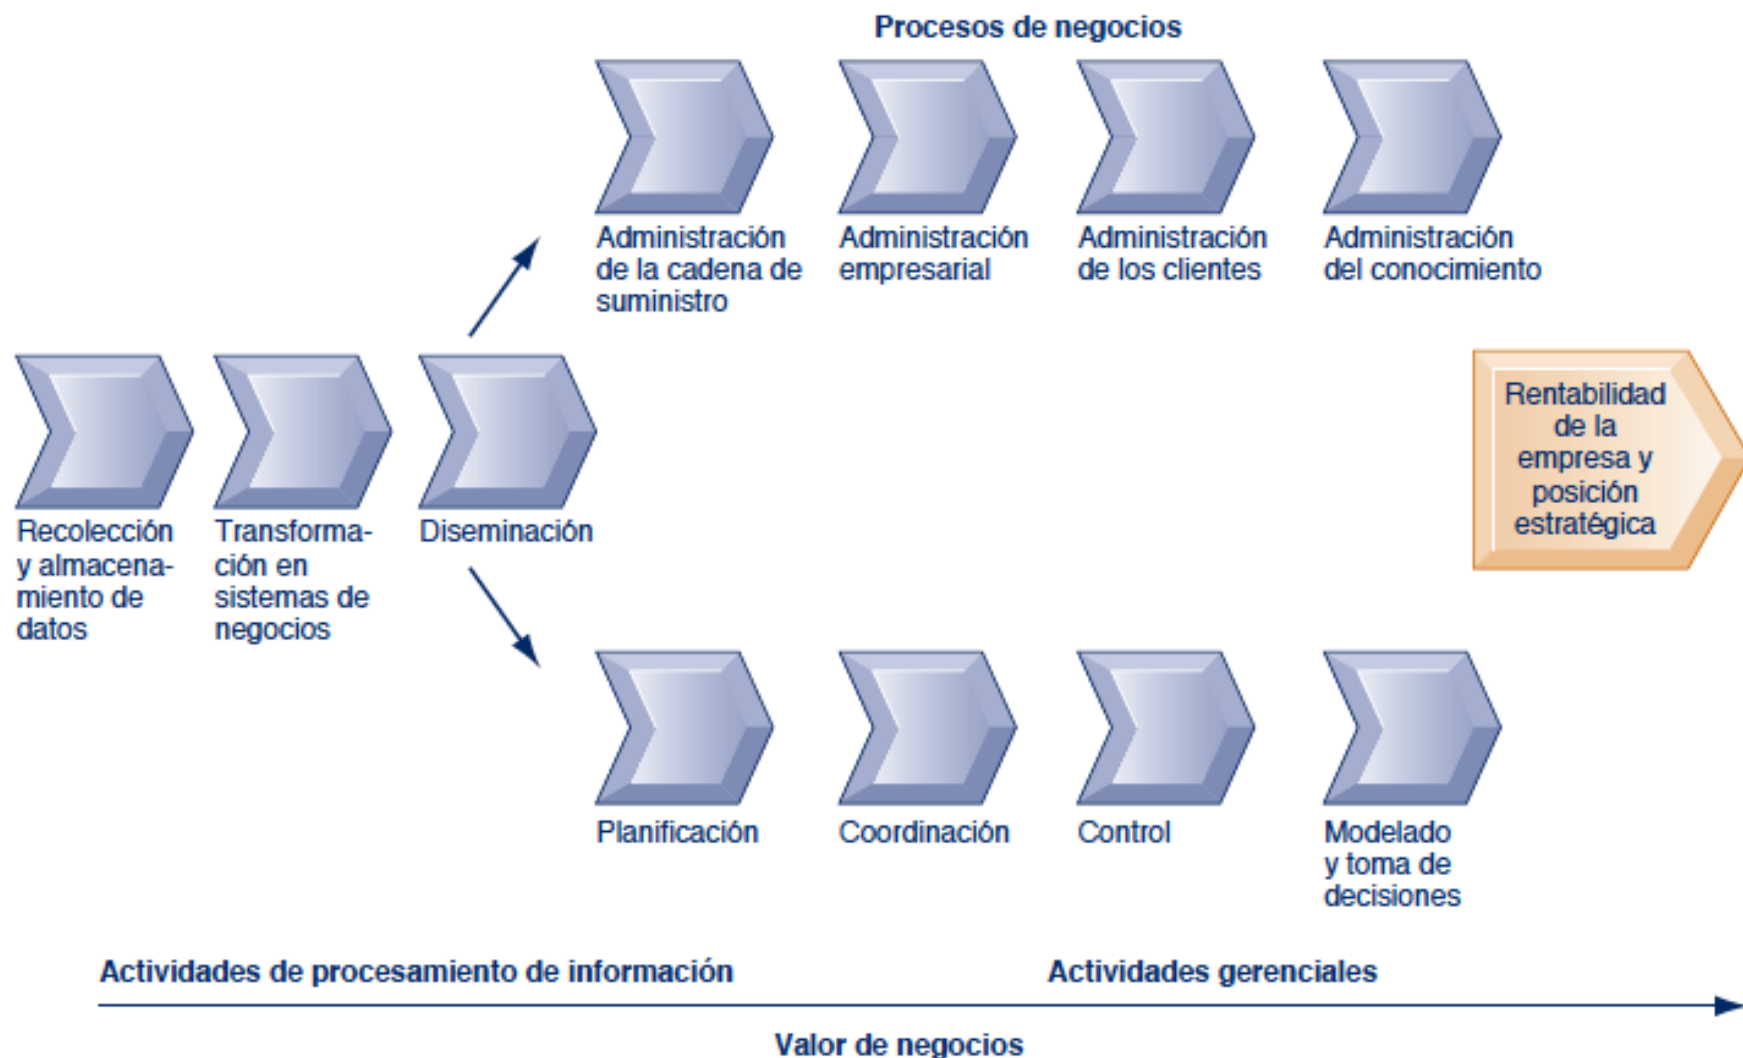 Procesos de negocios
Administración
de la cadena de
suministro
Administración
empresarial
Administración
de los clientes
Administración
del conocimiento
Recolección
y almacena-
miento de
datos
Transforma-
ción en
sistemas de
negocios
Diseminación
Rentabilidad
de la
empresa y
posición
estratégica
Planificación
Coordinación
Control
Modelado
y toma de
decisiones
Actividades de procesamiento de información
Actividades gerenciales
Valor de negocios